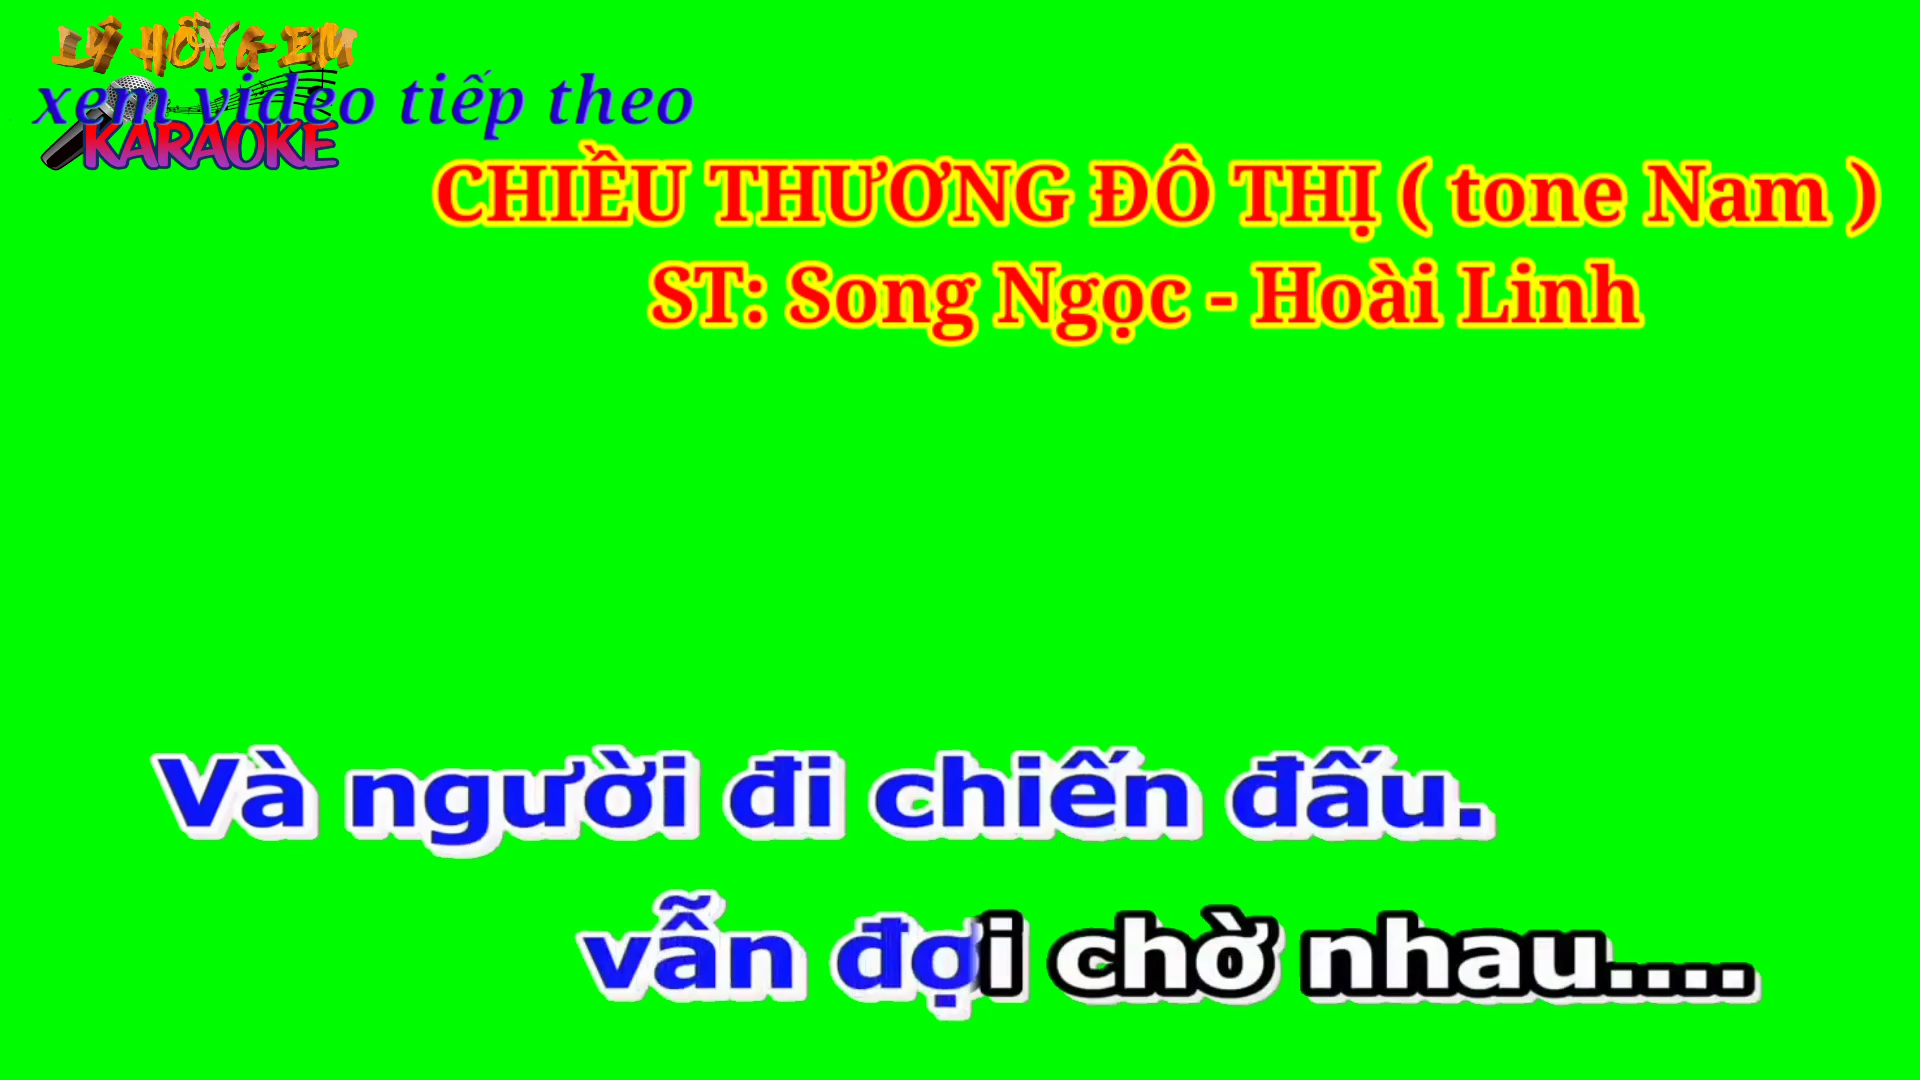 LÝ HỒNG EM
xem video tiếp theo
KARAOKE
CHIỀU THƯƠNG ĐÔ THỊ ( tone Nam )
ST: Song Ngọc - Hoài Linh
Và người đi chiến đấu.
vẫn đợi chờ nhau....